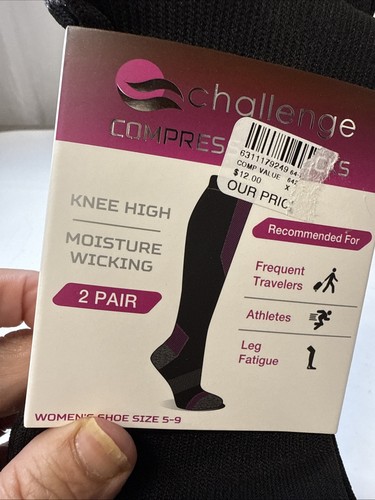 challenge
COMPRES
6311179249
COMP VALUE
$12.00
OUR PRIC
KNEE HIGH
MOISTURE
WICKING
2 PAIR
Recommended For
Frequent
Travelers
Athletes
Leg
Fatigue
WOMEN'S SHOE SIZE 5-9